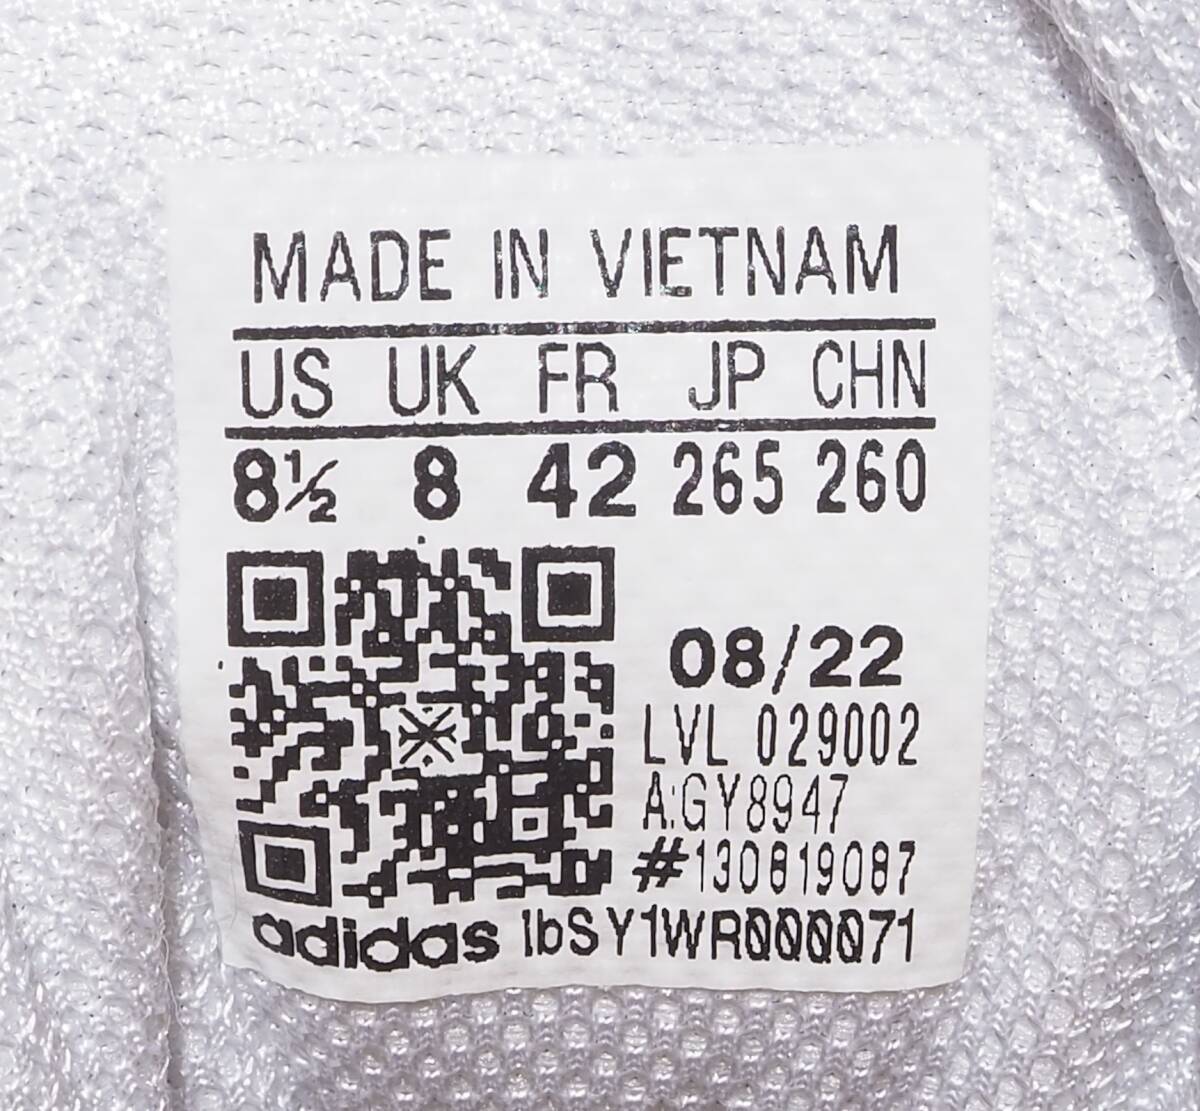 MADE IN VIETNAM
US UK FR JP CHN
8½ 8 42 265 260
08/22
LVL 029002
A:GY8947
#130819087
adidas lbSY1WR000071